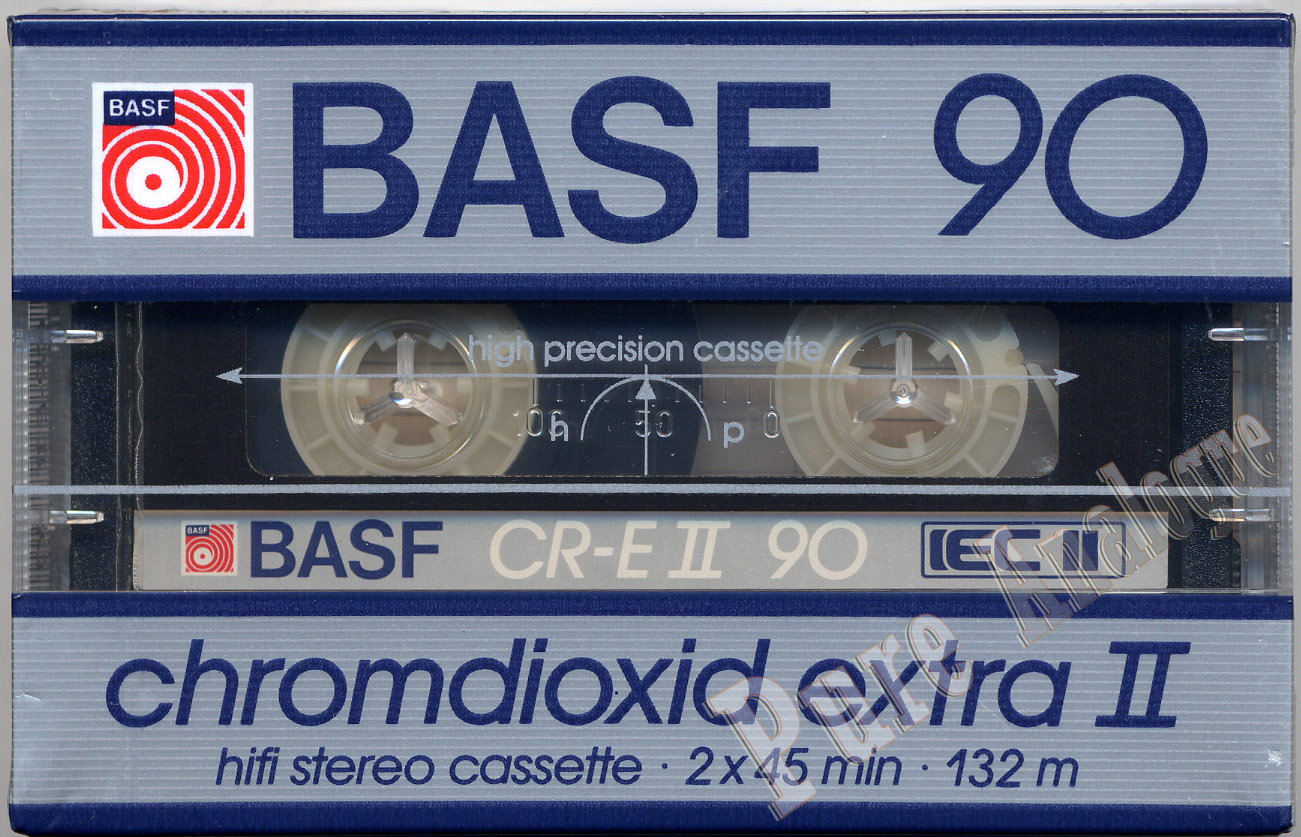 BASF
BASF 90
high precision cassette
100 50 0
h p
BASF
BASF CR-E II 90 IEC II
chromdioxid extra II
hifi stereo cassette · 2 x 45 min · 132 m
Pure Analogue